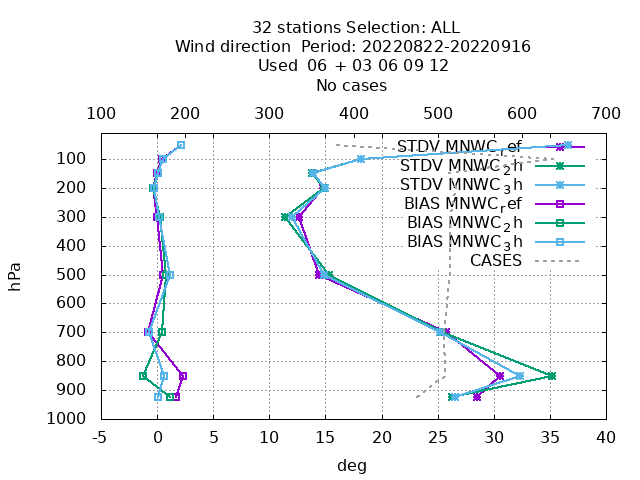 32 stations Selection: ALL
Wind direction  Period: 20220822-20220916
Used  06 + 03 06 09 12
No cases
100 200 300 400 500 600 700
STDV MNWC_ref
STDV MNWC_2h
STDV MNWC_3h
BIAS MNWC_ref
BIAS MNWC_2h
BIAS MNWC_3h
CASES
hPa
100
200
300
400
500
600
700
800
900
1000
-5 0 5 10 15 20 25 30 35 40
deg